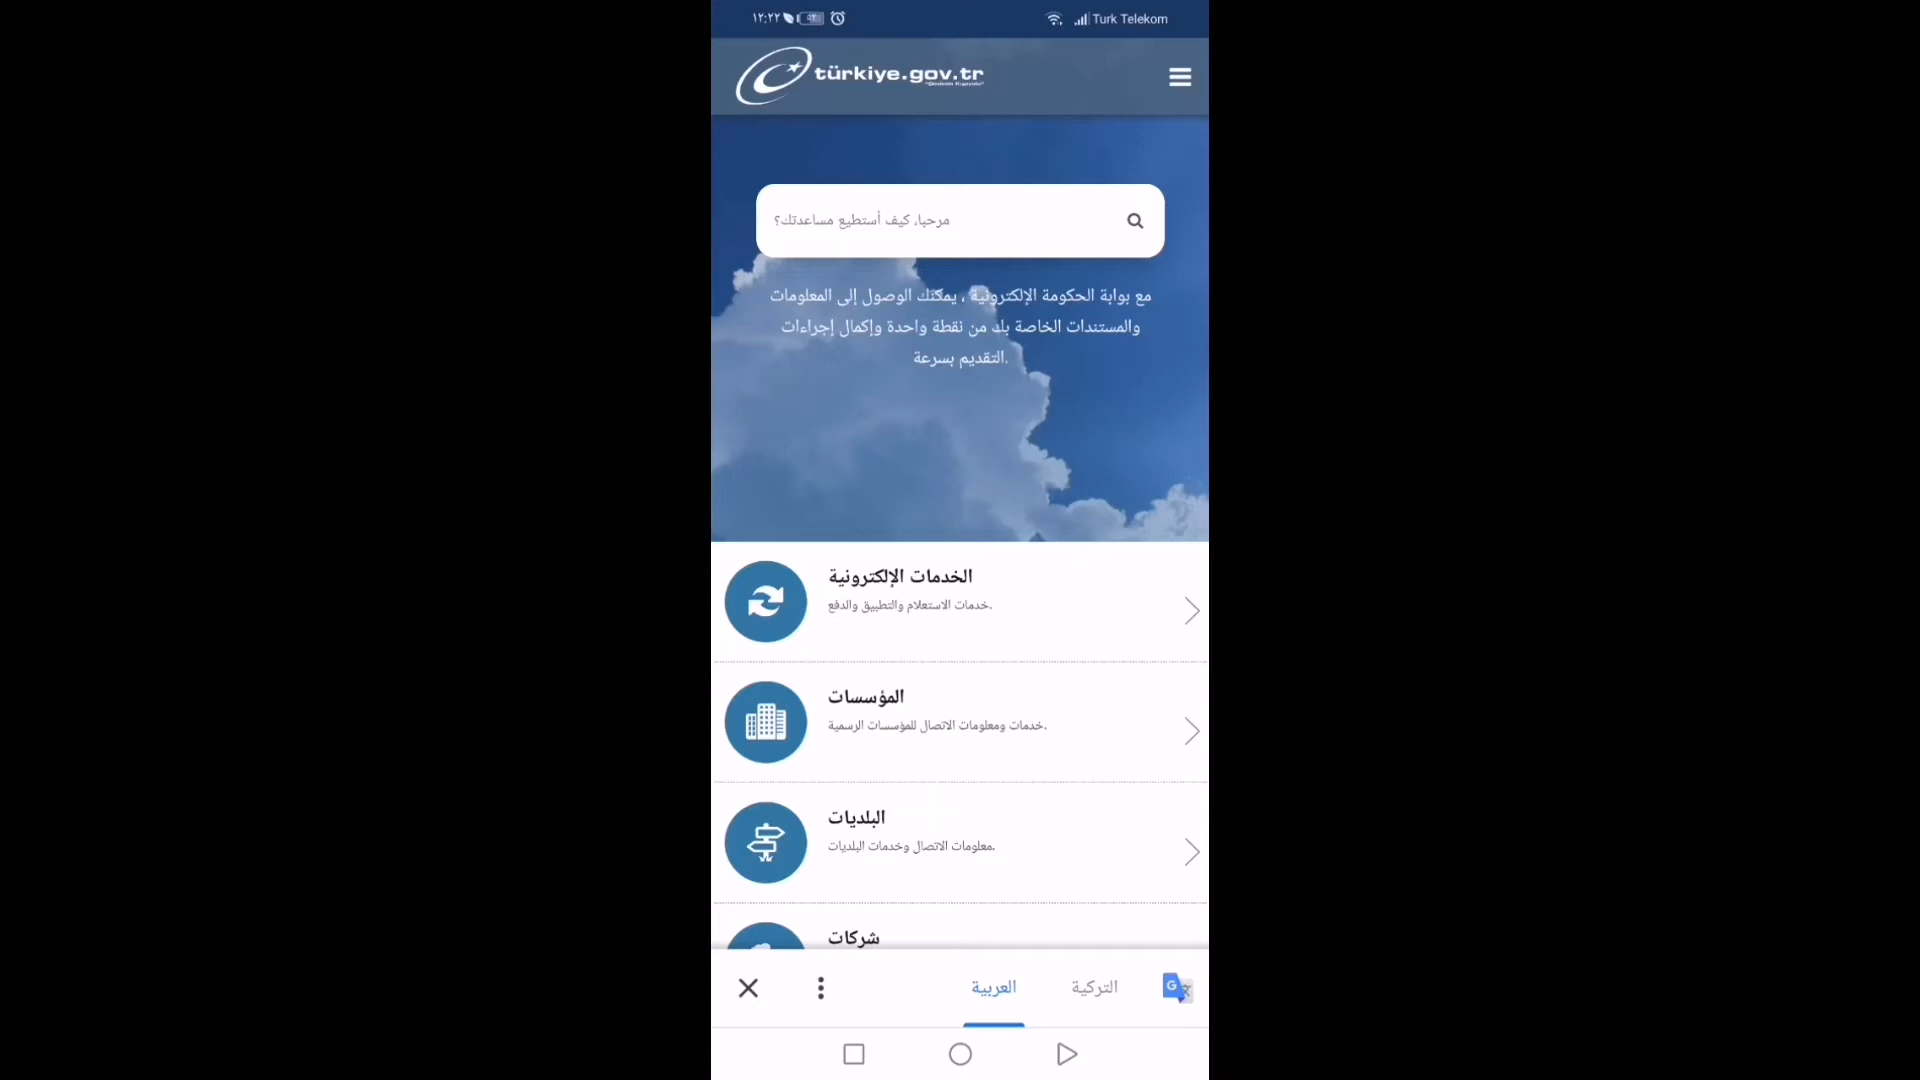 ١٢:٢٢
Turk Telekom
türkiye.gov.tr
مرحبا، كيف أستطيع مساعدتك؟
مع بوابة الحكومة الإلكترونية ، يمكنك الوصول إلى المعلومات
والمستندات الخاصة بك من نقطة واحدة وإكمال إجراءات
التقديم بسرعة.
الخدمات الإلكترونية
خدمات الاستعلام والتطبيق والدفع.
المؤسسات
خدمات ومعلومات الاتصال للمؤسسات الرسمية.
البلديات
معلومات الاتصال وخدمات البلديات.
شركات
التركية
العربية